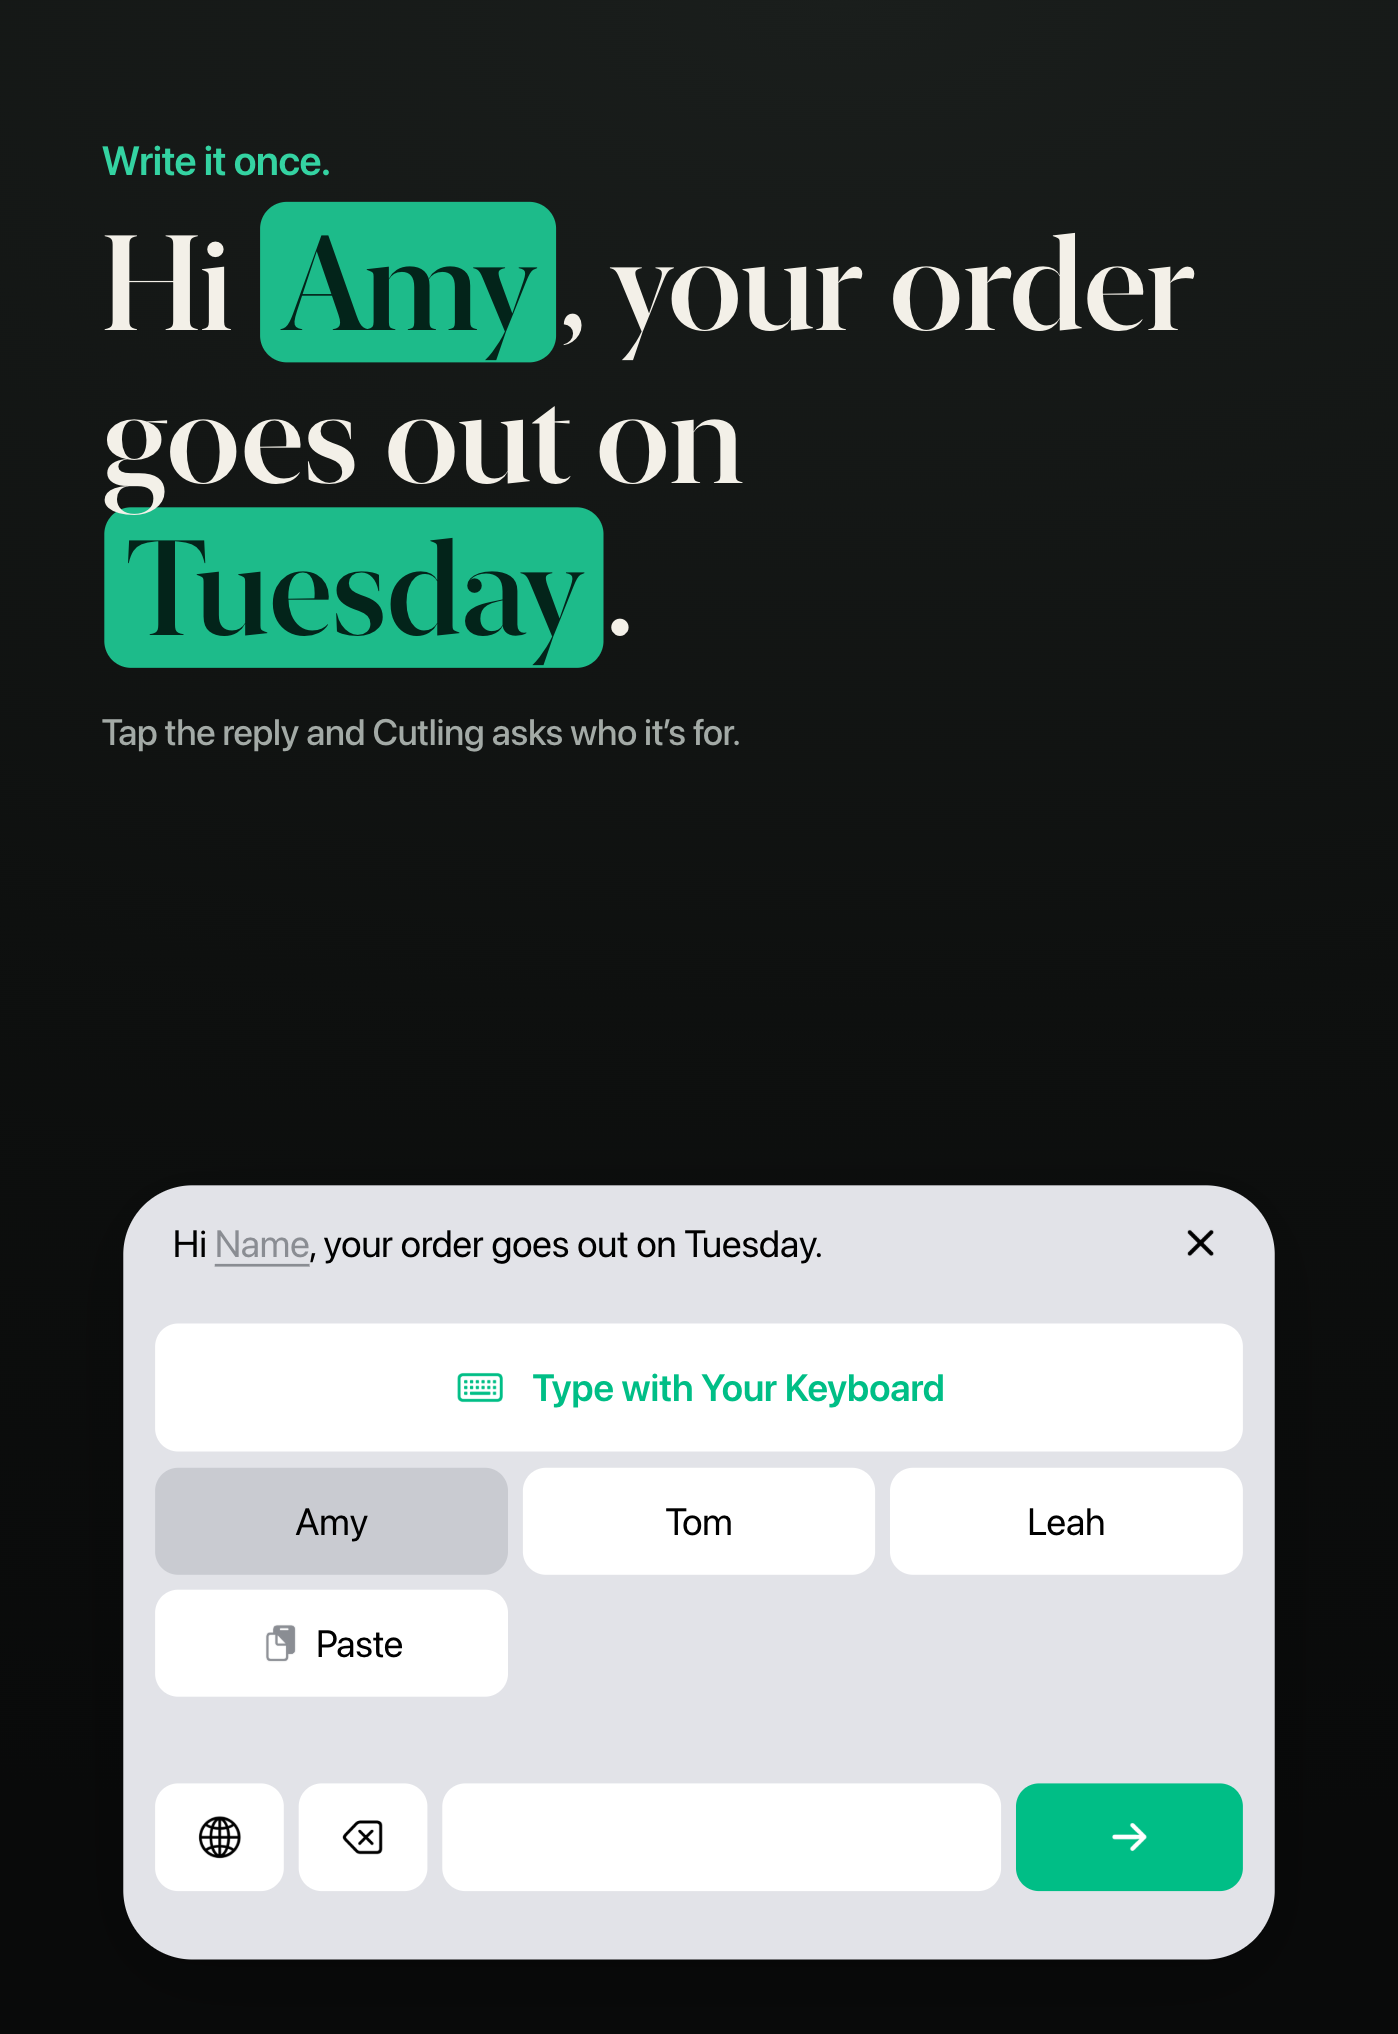 Write it once.
Hi Amy, your order
goes out on
Tuesday.
Tap the reply and Cutling asks who it’s for.
Hi Name, your order goes out on Tuesday.
Type with Your Keyboard
Amy
Tom
Leah
Paste